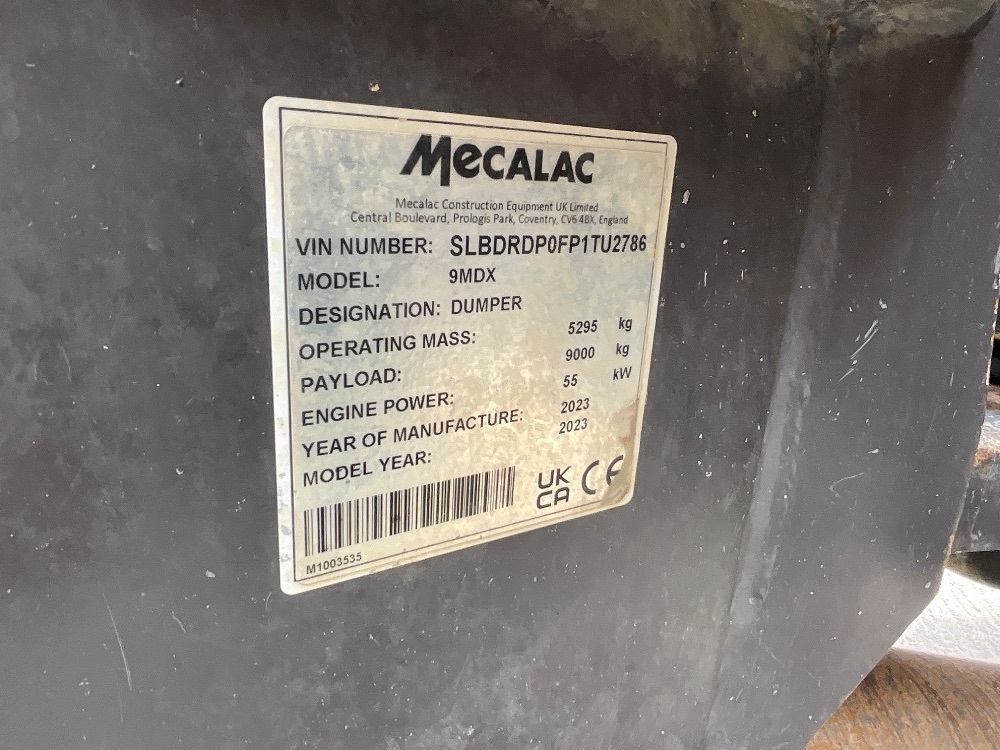 MECALAC
Mecalac Construction Equipment UK Limited
Central Boulevard, Prologis Park, Coventry, CV6 4BX, England
VIN NUMBER: SLBDRDP0FP1TU2786
MODEL: 9MDX
DESIGNATION: DUMPER
OPERATING MASS: 5295 kg
PAYLOAD: 9000 kg
ENGINE POWER: 55 kW
YEAR OF MANUFACTURE: 2023
MODEL YEAR: 2023
UK
CA CE
M1003535